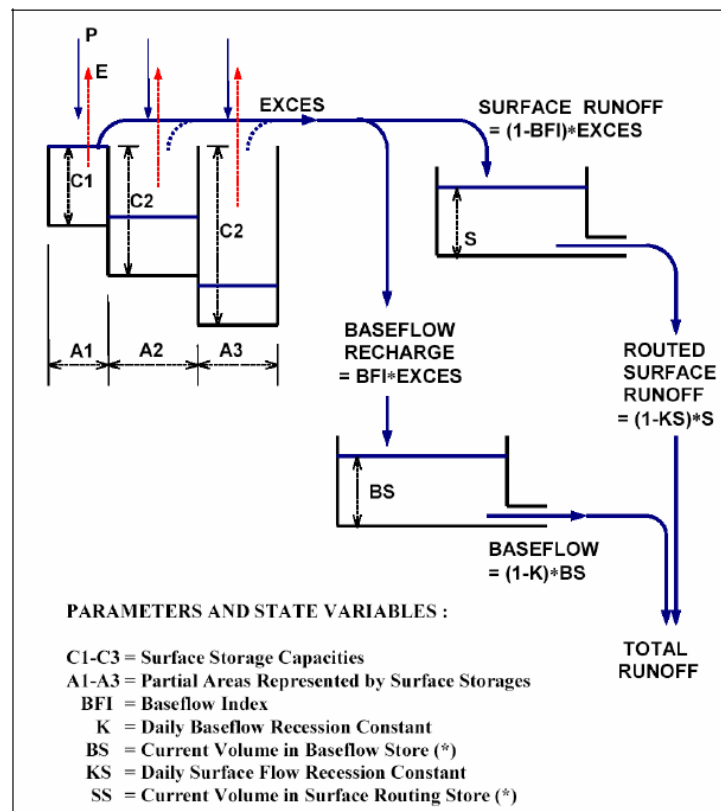 P
E
EXCES
SURFACE RUNOFF
= (1-BFI)*EXCES
C1
C2
C2
S
A1
A2
A3
BASEFLOW
RECHARGE
= BFI*EXCES
ROUTED
SURFACE
RUNOFF
= (1-KS)*S
BS
BASEFLOW
= (1-K)*BS
TOTAL
RUNOFF
PARAMETERS AND STATE VARIABLES :
C1-C3 = Surface Storage Capacities
A1-A3 = Partial Areas Represented by Surface Storages
BFI = Baseflow Index
K = Daily Baseflow Recession Constant
BS = Current Volume in Baseflow Store (*)
KS = Daily Surface Flow Recession Constant
SS = Current Volume in Surface Routing Store (*)